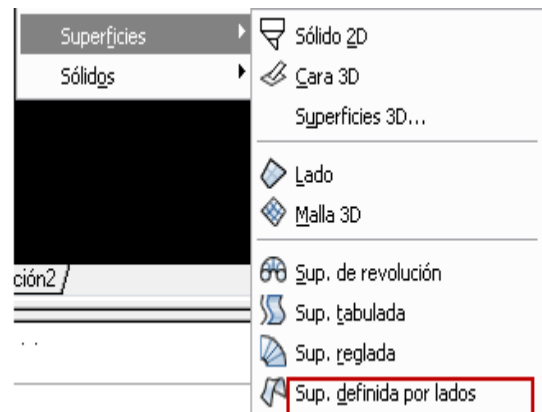 Superficies
Sólidos
Sólido 2D
Cara 3D
Superficies 3D...
Lado
Malla 3D
Sup. de revolución
Sup. tabulada
Sup. reglada
Sup. definida por lados
ción2